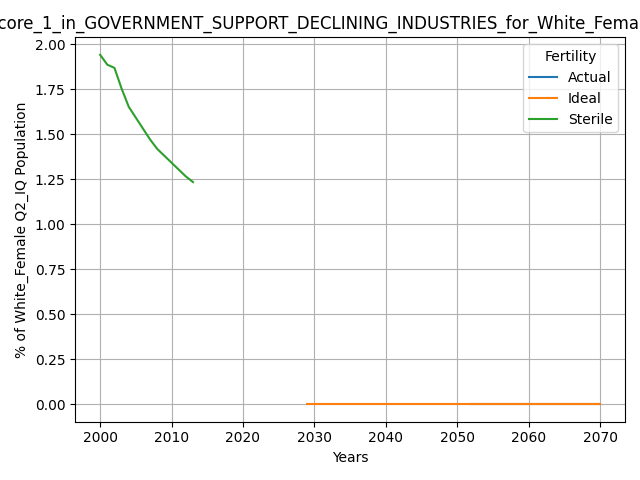 core_1_in_GOVERNMENT_SUPPORT_DECLINING_INDUSTRIES_for_White_Fema
2.00
1.75
1.50
1.25
1.00
0.75
0.50
0.25
0.00
% of White_Female Q2_IQ Population
Fertility
Actual
Ideal
Sterile
2000 2010 2020 2030 2040 2050 2060 2070
Years